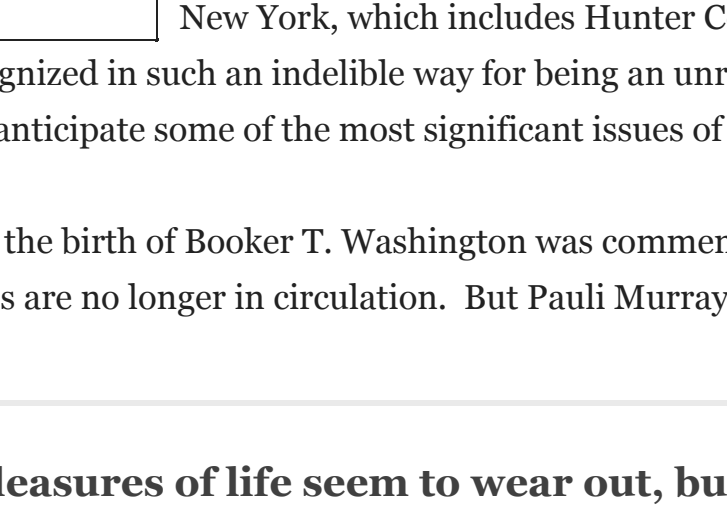 New York, which includes Hunter C
gnized in such an indelible way for being an unr
anticipate some of the most significant issues of
the birth of Booker T. Washington was commen
s are no longer in circulation.  But Pauli Murray
leasures of life seem to wear out, bu